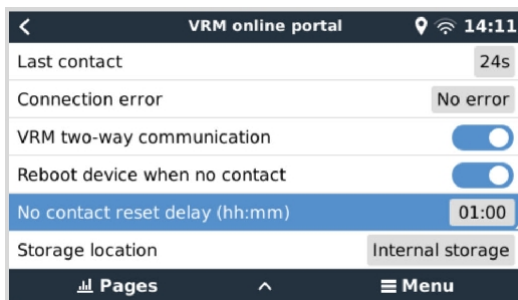 VRM online portal 14:11
Last contact 24s
Connection error No error
VRM two-way communication
Reboot device when no contact
No contact reset delay (hh:mm) 01:00
Storage location Internal storage
Pages Menu